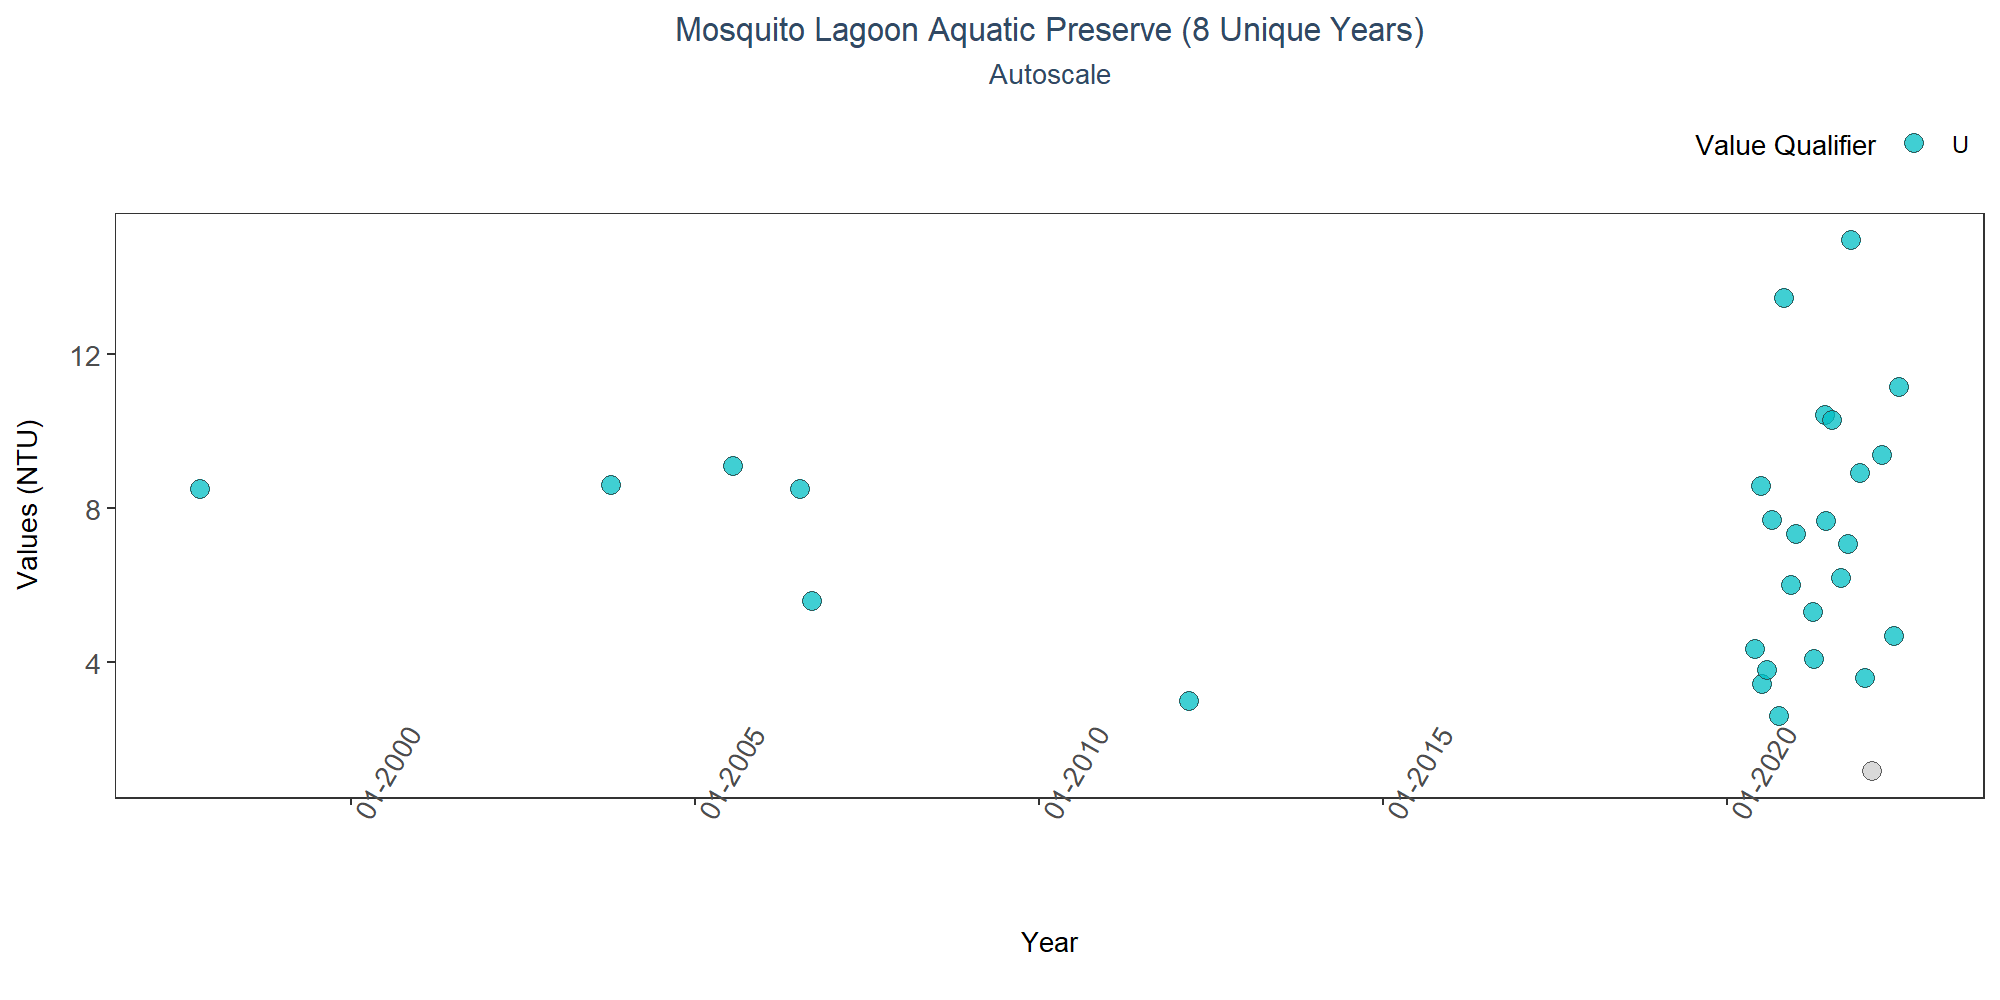 Mosquito Lagoon Aquatic Preserve (8 Unique Years)
Autoscale
Value Qualifier U
Values (NTU)
12
8
4
01-2000
01-2005
01-2010
01-2015
01-2020
Year